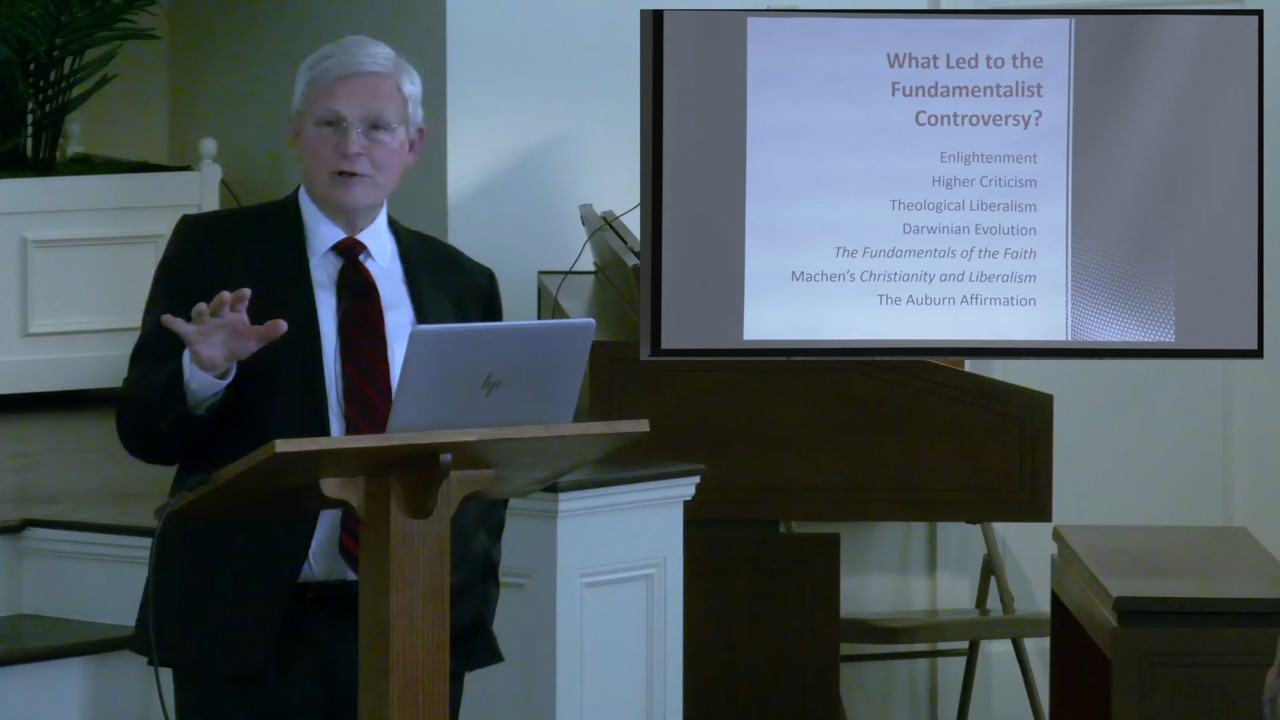 What Led to the
Fundamentalist
Controversy?
Enlightenment
Higher Criticism
Theological Liberalism
Darwinian Evolution
The Fundamentals of the Faith
Machen's Christianity and Liberalism
The Auburn Affirmation
hp